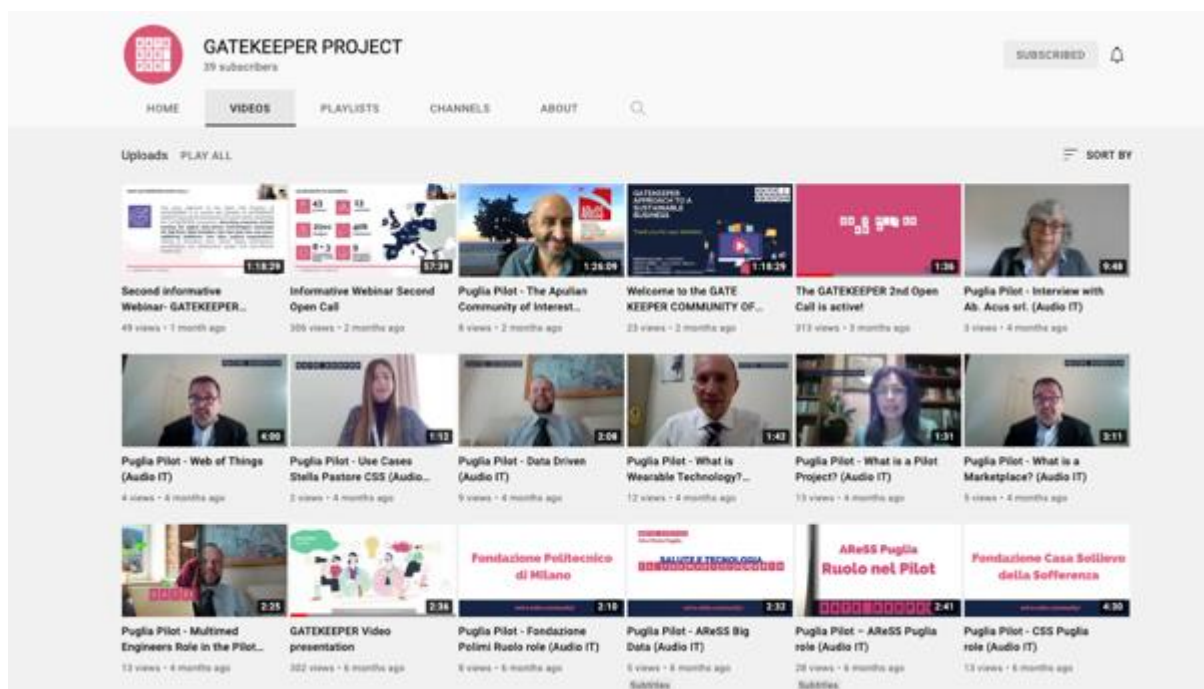 GATEKEEPER PROJECT
39 subscribers
SUBSCRIBED
HOME VIDEOS PLAYLISTS CHANNELS ABOUT
Uploads PLAY ALL
SORT BY
43 13
AReSS
GATEKEEPER
APPROACH TO A
SUSTAINABLE
BUSINESS
1:18:29 57:39 1:26:09 1:18:29 1:36 9:48
Second informative
Webinar- GATEKEEPER...
49 views • 1 month ago
Informative Webinar Second
Open Call
306 views • 2 months ago
Puglia Pilot - The Apulian
Community of Interest...
8 views • 2 months ago
Welcome to the GATE
KEEPER COMMUNITY OF...
23 views • 2 months ago
The GATEKEEPER 2nd Open
Call is active!
313 views • 3 months ago
Puglia Pilot - Interview with
Ab. Acus srl. (Audio IT)
3 views • 4 months ago
4:00 1:12 2:08 1:42 1:31 3:11
Puglia Pilot - Web of Things
(Audio IT)
4 views • 4 months ago
Puglia Pilot - Use Cases
Stella Pastore CSS (Audio...
2 views • 4 months ago
Puglia Pilot - Data Driven
(Audio IT)
9 views • 4 months ago
Puglia Pilot - What is
Wearable Technology?...
12 views • 4 months ago
Puglia Pilot - What is a Pilot
Project? (Audio IT)
13 views • 4 months ago
Puglia Pilot - What is a
Marketplace? (Audio IT)
5 views • 4 months ago
Fondazione Politecnico
di Milano
SALUTE E TECNOLOGIA
AReSS Puglia
Ruolo nel Pilot
Fondazione Casa Sollievo
della Sofferenza
2:25 2:36 2:10 2:32 2:41 4:30
Puglia Pilot - Multimed
Engineers Role in the Pilot...
13 views • 4 months ago
GATEKEEPER Video
presentation
302 views • 6 months ago
Puglia Pilot - Fondazione
Polimi Ruolo role (Audio IT)
8 views • 6 months ago
Puglia Pilot - AReSS Big
Data (Audio IT)
5 views • 6 months ago
Subtitles
Puglia Pilot – AReSS Puglia
role (Audio IT)
28 views • 6 months ago
Subtitles
Puglia Pilot - CSS Puglia
role (Audio IT)
13 views • 6 months ago